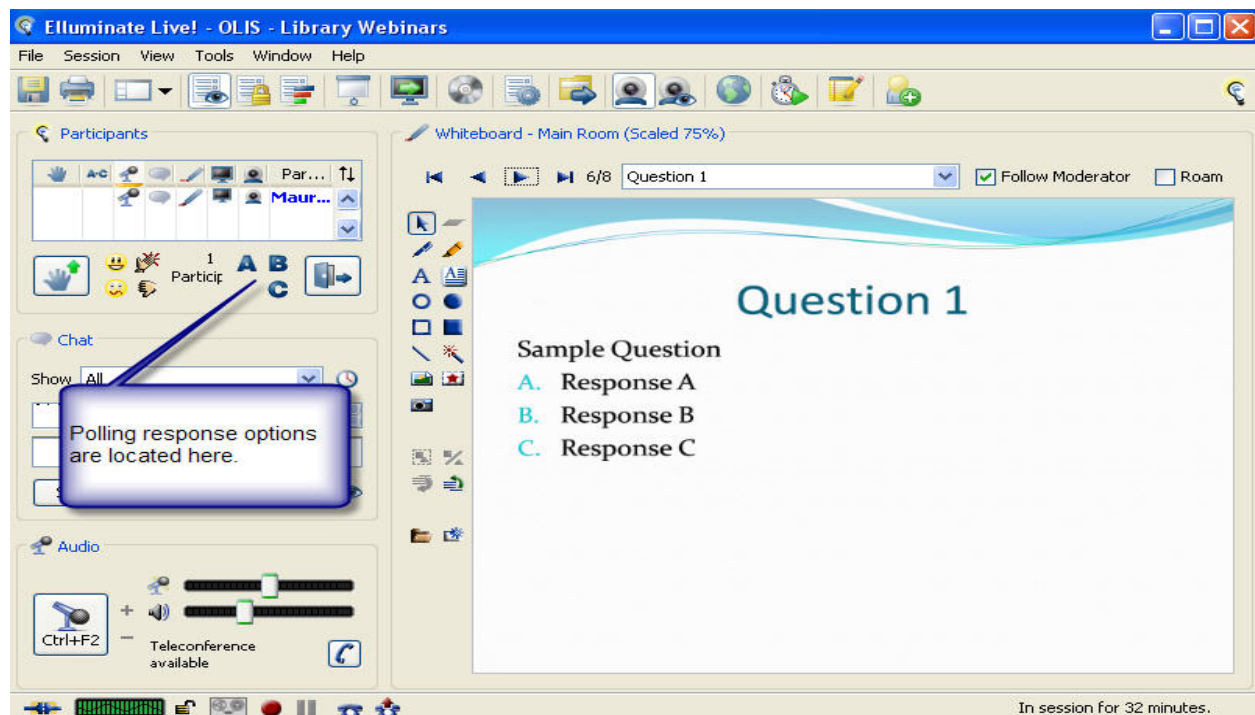 Elluminate Live! - OLIS - Library Webinars
File Session View Tools Window Help
Participants
A-C Par...
Maur...
1
Particip
A B
C
Chat
Show All
Polling response options
are located here.
Audio
Ctrl+F2
Teleconference
available
Whiteboard - Main Room (Scaled 75%)
6/8 Question 1 Follow Moderator Roam
A A
Question 1
Sample Question
A. Response A
B. Response B
C. Response C
In session for 32 minutes.